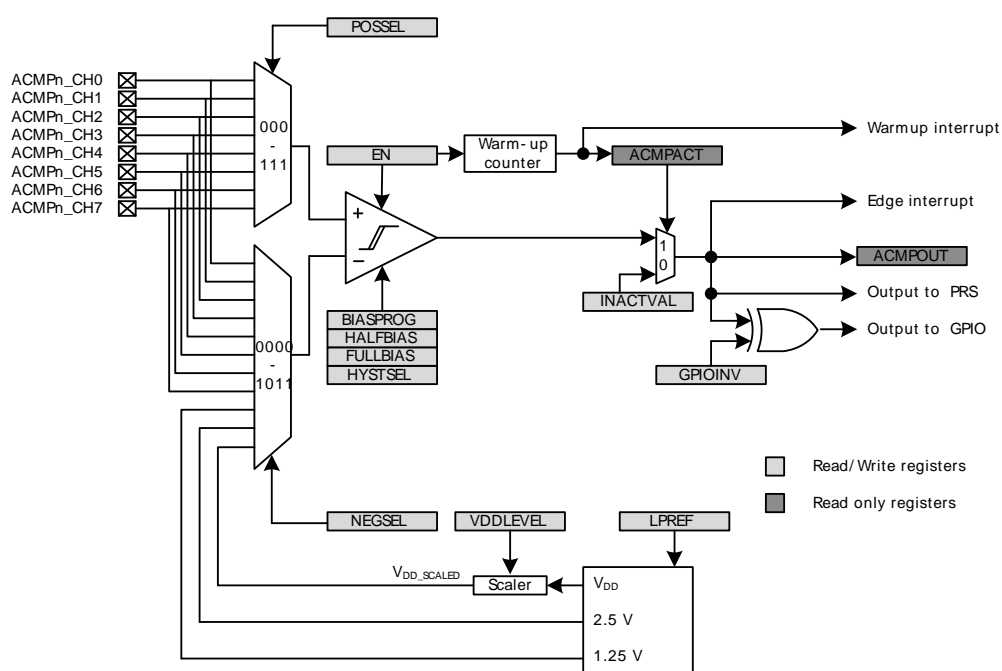 POSSEL
ACMPn_CH0
ACMPn_CH1
ACMPn_CH2
ACMPn_CH3
ACMPn_CH4
ACMPn_CH5
ACMPn_CH6
ACMPn_CH7
000
-
111
EN
Warm-up
counter
ACMPACT
Warmup interrupt
Edge interrupt
+
−
1
0
ACMPOUT
INACTVAL
Output to PRS
Output to GPIO
BIASPROG
HALFBIAS
FULLBIAS
HYSTSEL
0000
-
1011
GPIOINV
Read/Write registers
Read only registers
NEGSEL
VDDLEVEL
LPREF
VDD_SCALED
Scaler
VDD
2.5 V
1.25 V